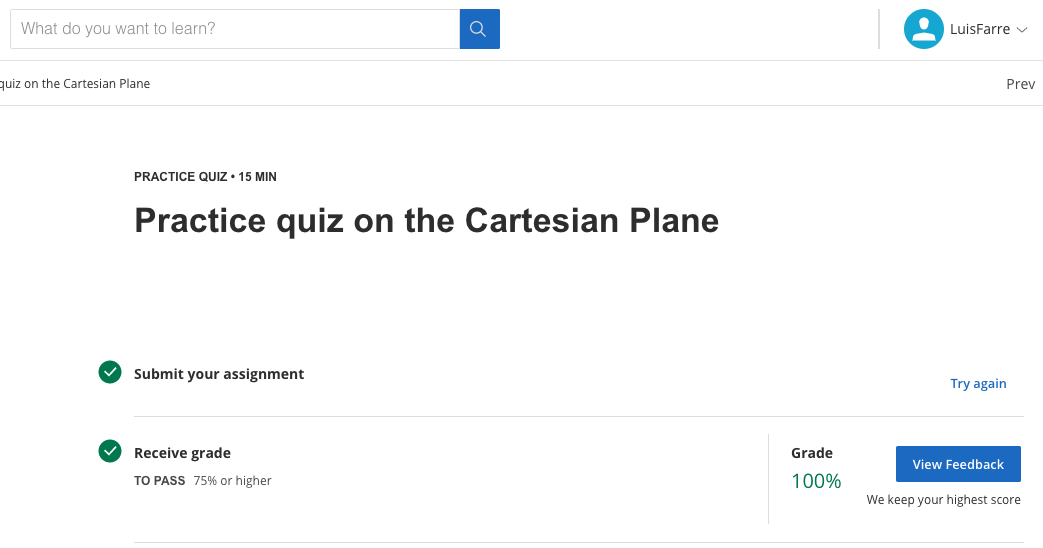 What do you want to learn?
LuisFarre
quiz on the Cartesian Plane
Prev
PRACTICE QUIZ • 15 MIN
Practice quiz on the Cartesian Plane
Submit your assignment
Try again
Receive grade
TO PASS 75% or higher
Grade
100%
View Feedback
We keep your highest score